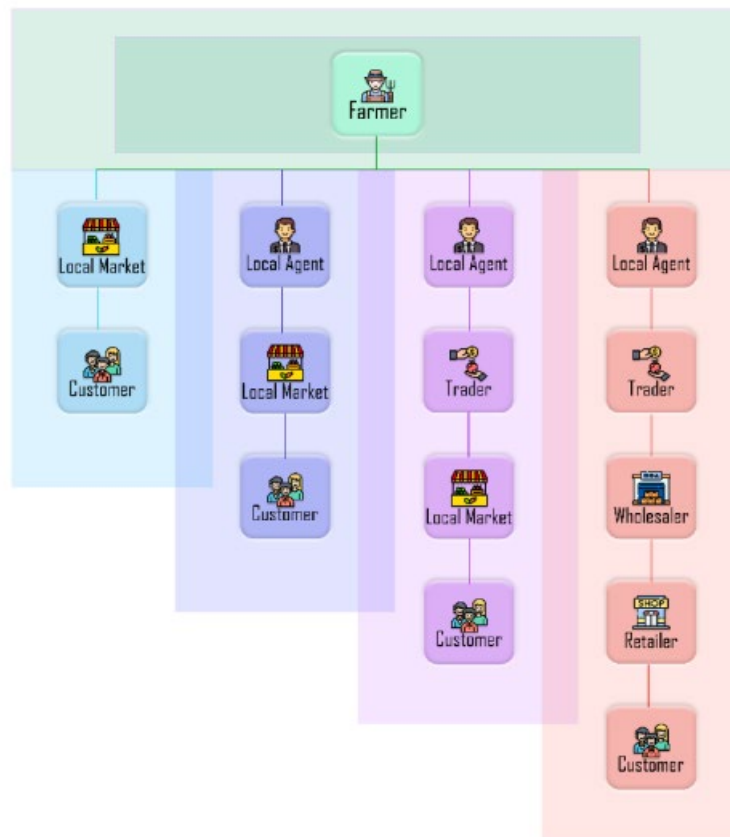 Farmer
Local Market
Local Agent
Local Agent
Local Agent
Customer
Local Market
Trader
Trader
Customer
Local Market
Wholesaler
Customer
SHOP
Retailer
Customer